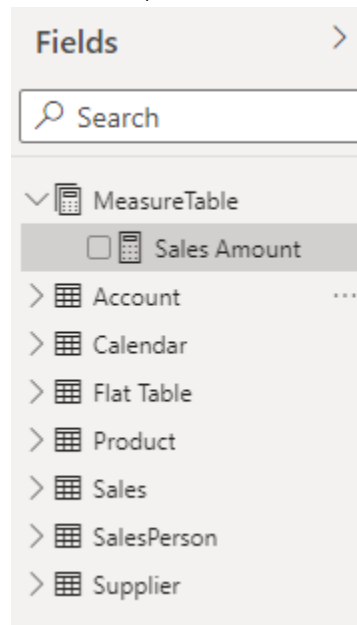 Fields
Search
MeasureTable
Sales Amount
Account
Calendar
Flat Table
Product
Sales
SalesPerson
Supplier